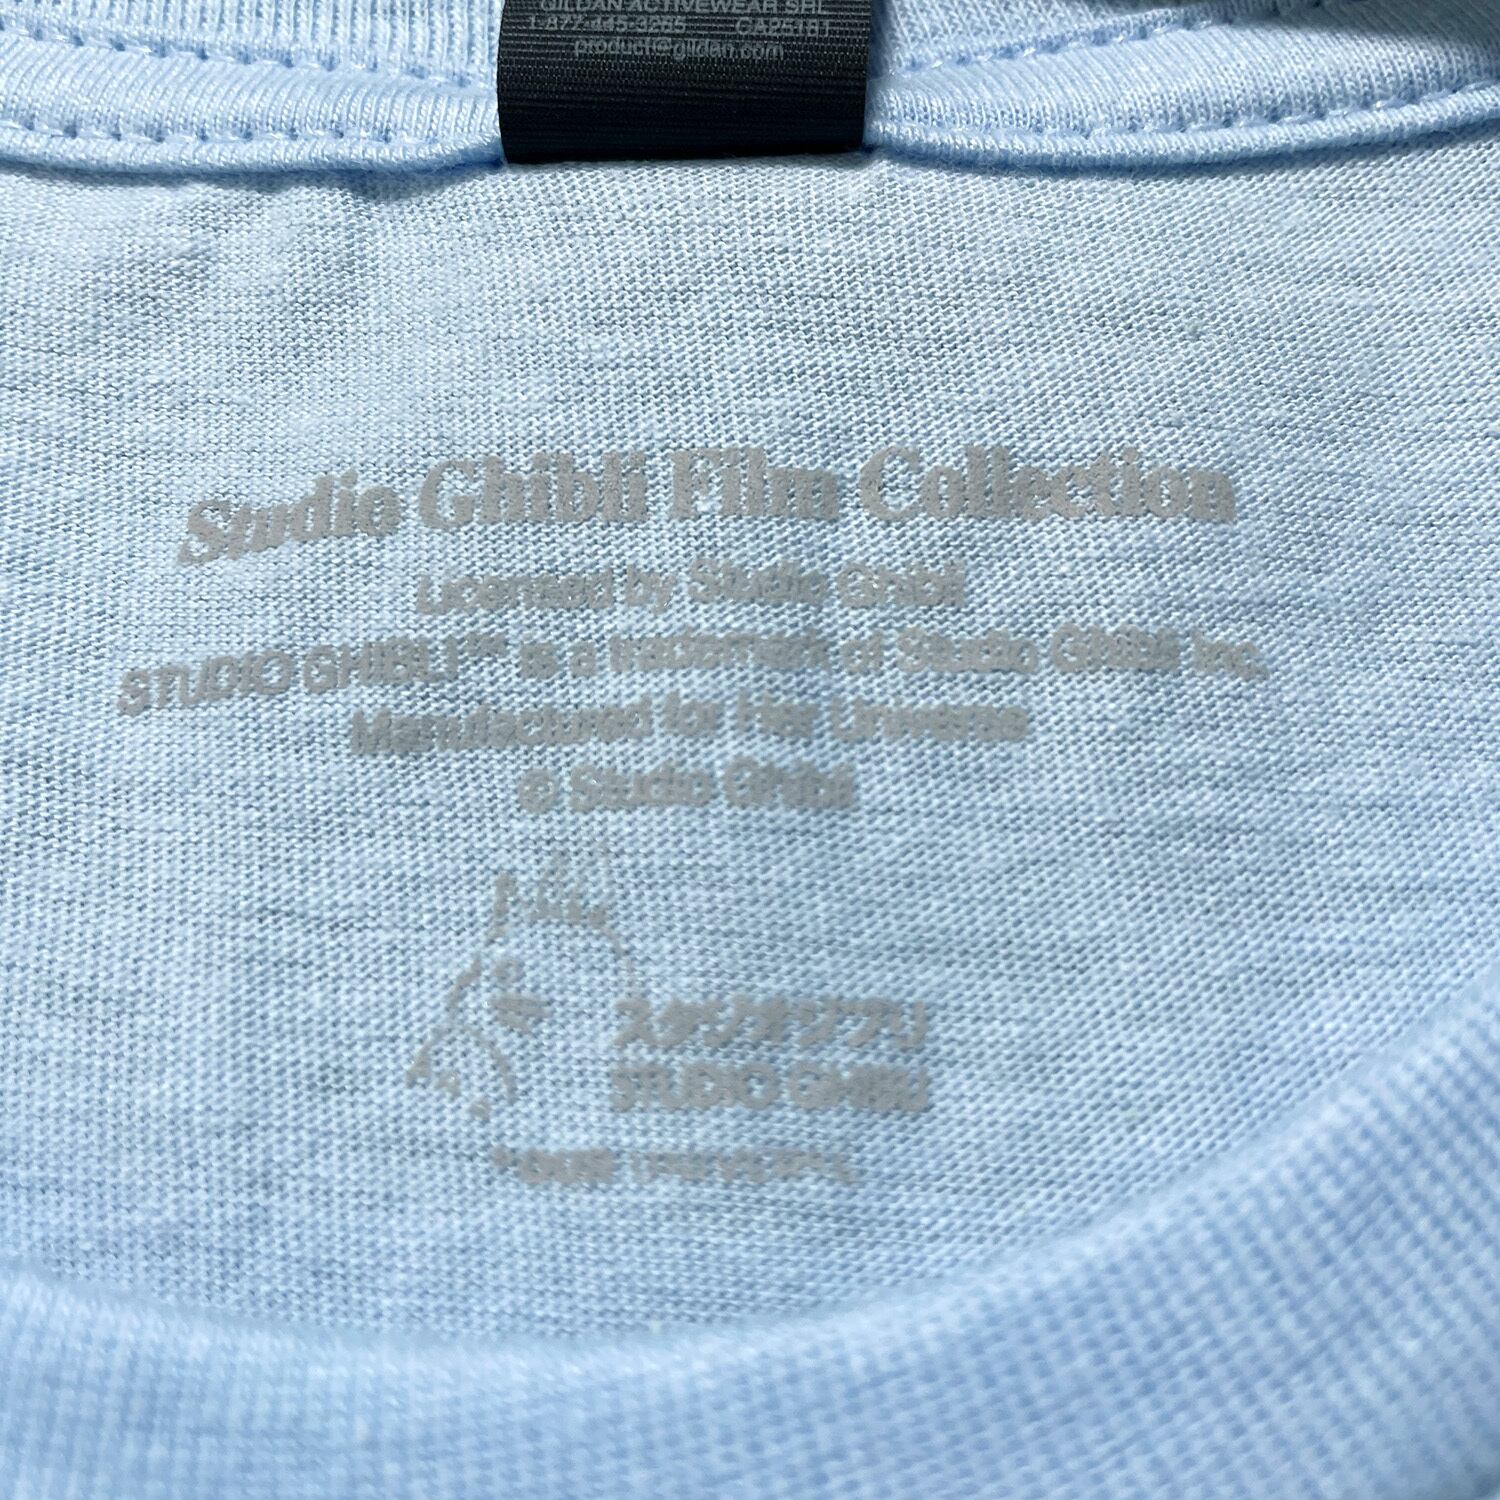 GILDAN ACTIVEWEAR SRL
1-877-445-3265 CA25181
product@gildan.com
Studio Ghibli Film Collection
Licensed by Studio Ghibli
STUDIO GHIBLI™ is a trademark of Studio Ghibli Inc.
Manufactured for Her Universe
© Studio Ghibli
スタジオジブリ
STUDIO GHIBLI